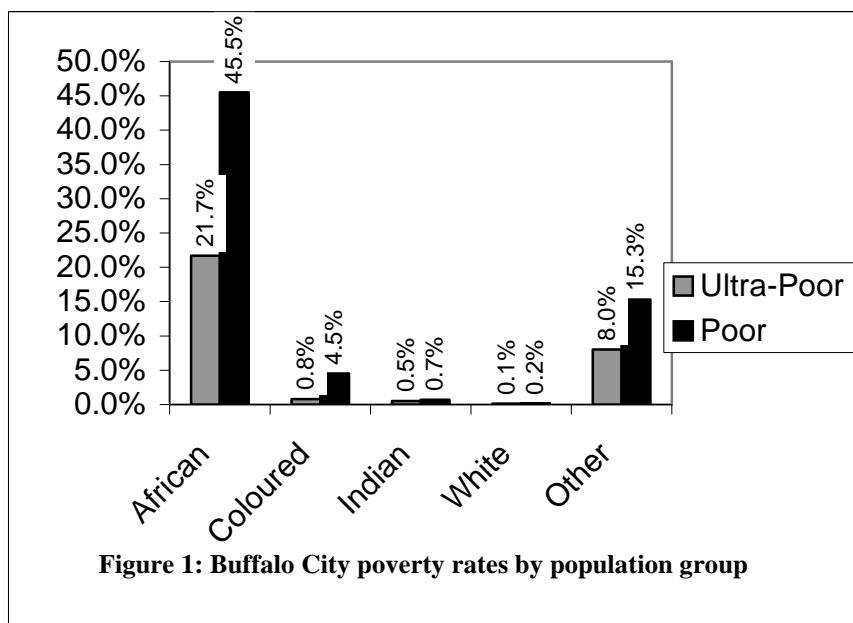 50.0%
45.0%
40.0%
35.0%
30.0%
25.0%
20.0%
15.0%
10.0%
5.0%
0.0%
21.7%
45.5%
0.8%
4.5%
0.5%
0.7%
0.1%
0.2%
8.0%
15.3%
African
Coloured
Indian
White
Other
Ultra-Poor
Poor
Figure 1: Buffalo City poverty rates by population group